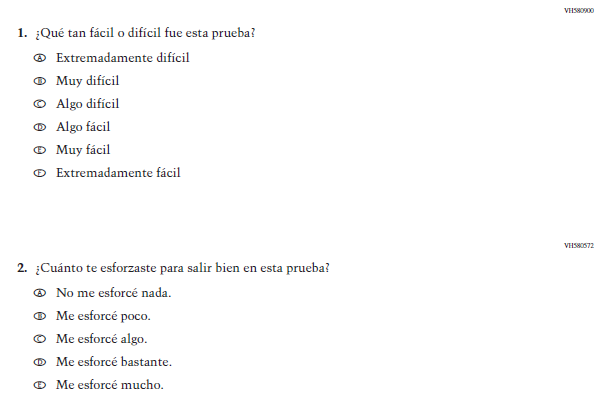 VH580900
1. ¿Qué tan fácil o difícil fue esta prueba?
A Extremadamente difícil
B Muy difícil
C Algo difícil
D Algo fácil
E Muy fácil
F Extremadamente fácil
VH580572
2. ¿Cuánto te esforzaste para salir bien en esta prueba?
A No me esforcé nada.
B Me esforcé poco.
C Me esforcé algo.
D Me esforcé bastante.
E Me esforcé mucho.